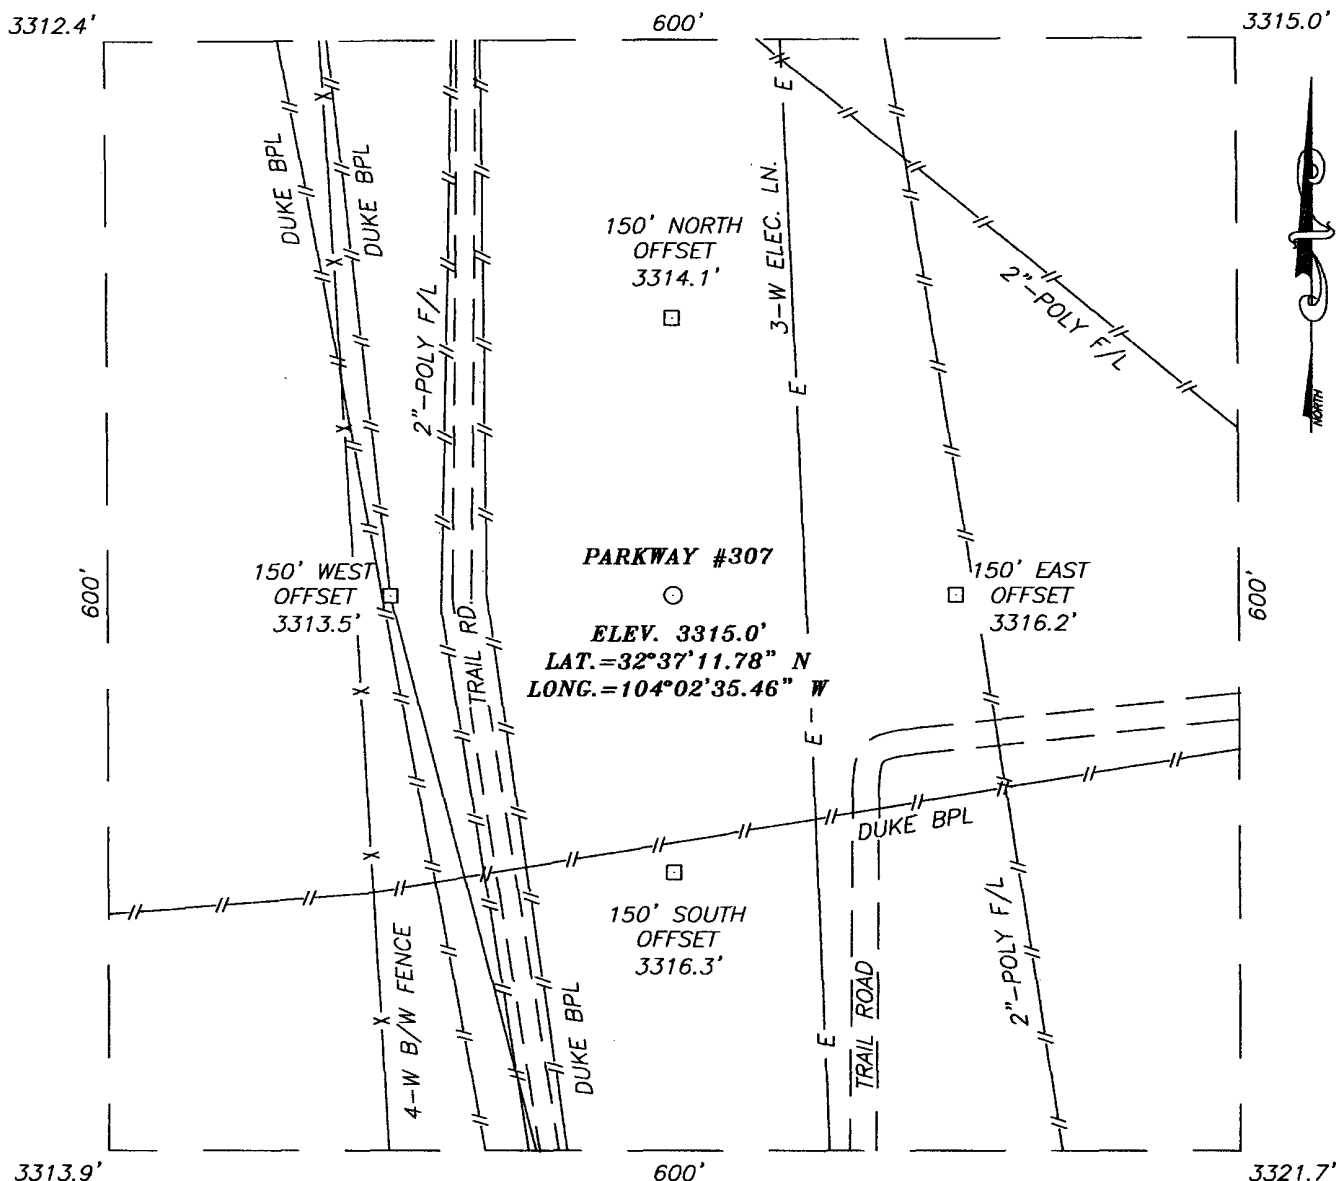 3312.4'
600'
3315.0'
DUKE BPL
DUKE BPL
2"-POLY F/L
150' NORTH
OFFSET
3314.1'
3-W ELEC. LN.
2"-POLY F/L
NORTH
600'
150' WEST
OFFSET
3313.5'
TRAIL RD.
PARKWAY #307
ELEV. 3315.0'
LAT.=32°37'11.78" N
LONG.=104°02'35.46" W
150' EAST
OFFSET
3316.2'
600'
DUKE BPL
150' SOUTH
OFFSET
3316.3'
4-W B/W FENCE
DUKE BPL
TRAIL ROAD
2"-POLY F/L
3313.9'
600'
3321.7'